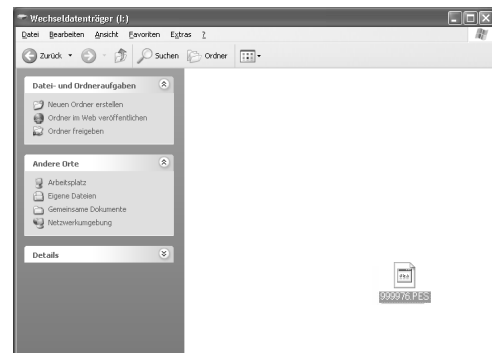 Wechseldatenträger (I:)
Datei Bearbeiten Ansicht Favoriten Extras ?
Zurück Suchen Ordner
Datei- und Ordneraufgaben
Neuen Ordner erstellen
Ordner im Web veröffentlichen
Ordner freigeben
Andere Orte
Arbeitsplatz
Eigene Dateien
Gemeinsame Dokumente
Netzwerkumgebung
Details
999976.PES